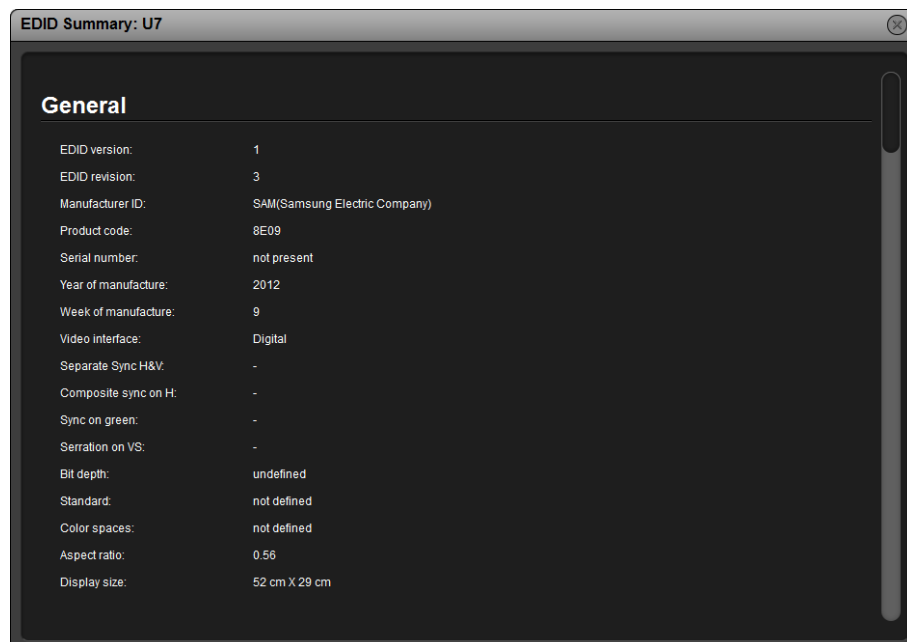 EDID Summary: U7
General
EDID version: 1
EDID revision: 3
Manufacturer ID: SAM(Samsung Electric Company)
Product code: 8E09
Serial number: not present
Year of manufacture: 2012
Week of manufacture: 9
Video interface: Digital
Separate Sync H&V: -
Composite sync on H: -
Sync on green: -
Serration on VS: -
Bit depth: undefined
Standard: not defined
Color spaces: not defined
Aspect ratio: 0.56
Display size: 52 cm X 29 cm